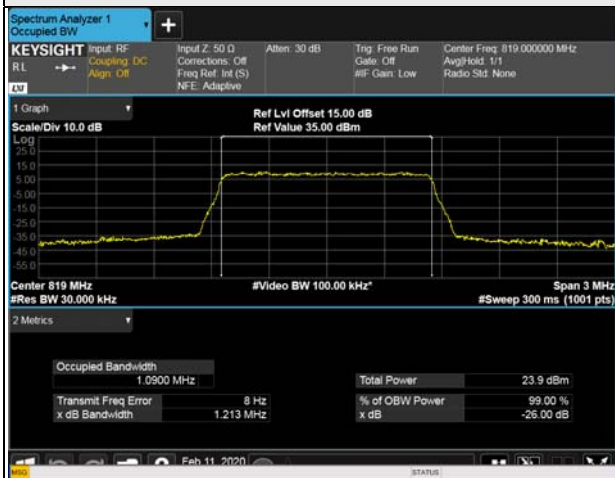 Spectrum Analyzer 1
Occupied BW
+
KEYSIGHT Input: RF Input Z: 50 Ω Atten: 30 dB Trig: Free Run Center Freq: 819.000000 MHz
RL Coupling: DC Corrections: Off Gate: Off Avg|Hold: 1/1
Align: Off Freq Ref: Int (S) #IF Gain: Low Radio Std: None
LXI NFE: Adaptive
1 Graph
Ref Lvl Offset 15.00 dB
Scale/Div 10.0 dB Ref Value 35.00 dBm
Log
25.0
15.0
5.00
-5.00
-15.0
-25.0
-35.0
-45.0
-55.0
Center 819 MHz #Video BW 100.00 kHz* Span 3 MHz
#Res BW 30.000 kHz #Sweep 300 ms (1001 pts)
2 Metrics
Occupied Bandwidth
1.0900 MHz Total Power 23.9 dBm
Transmit Freq Error 8 Hz % of OBW Power 99.00 %
x dB Bandwidth 1.213 MHz x dB -26.00 dB
Feb 11, 2020
MSG STATUS